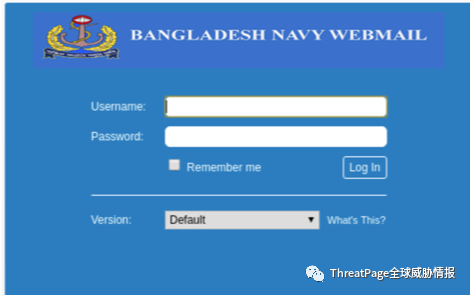 BANGLADESH NAVY WEBMAIL
Username:
Password:
Remember me
Log In
Version:
Default
What's This?
ThreatPage全球威胁情报